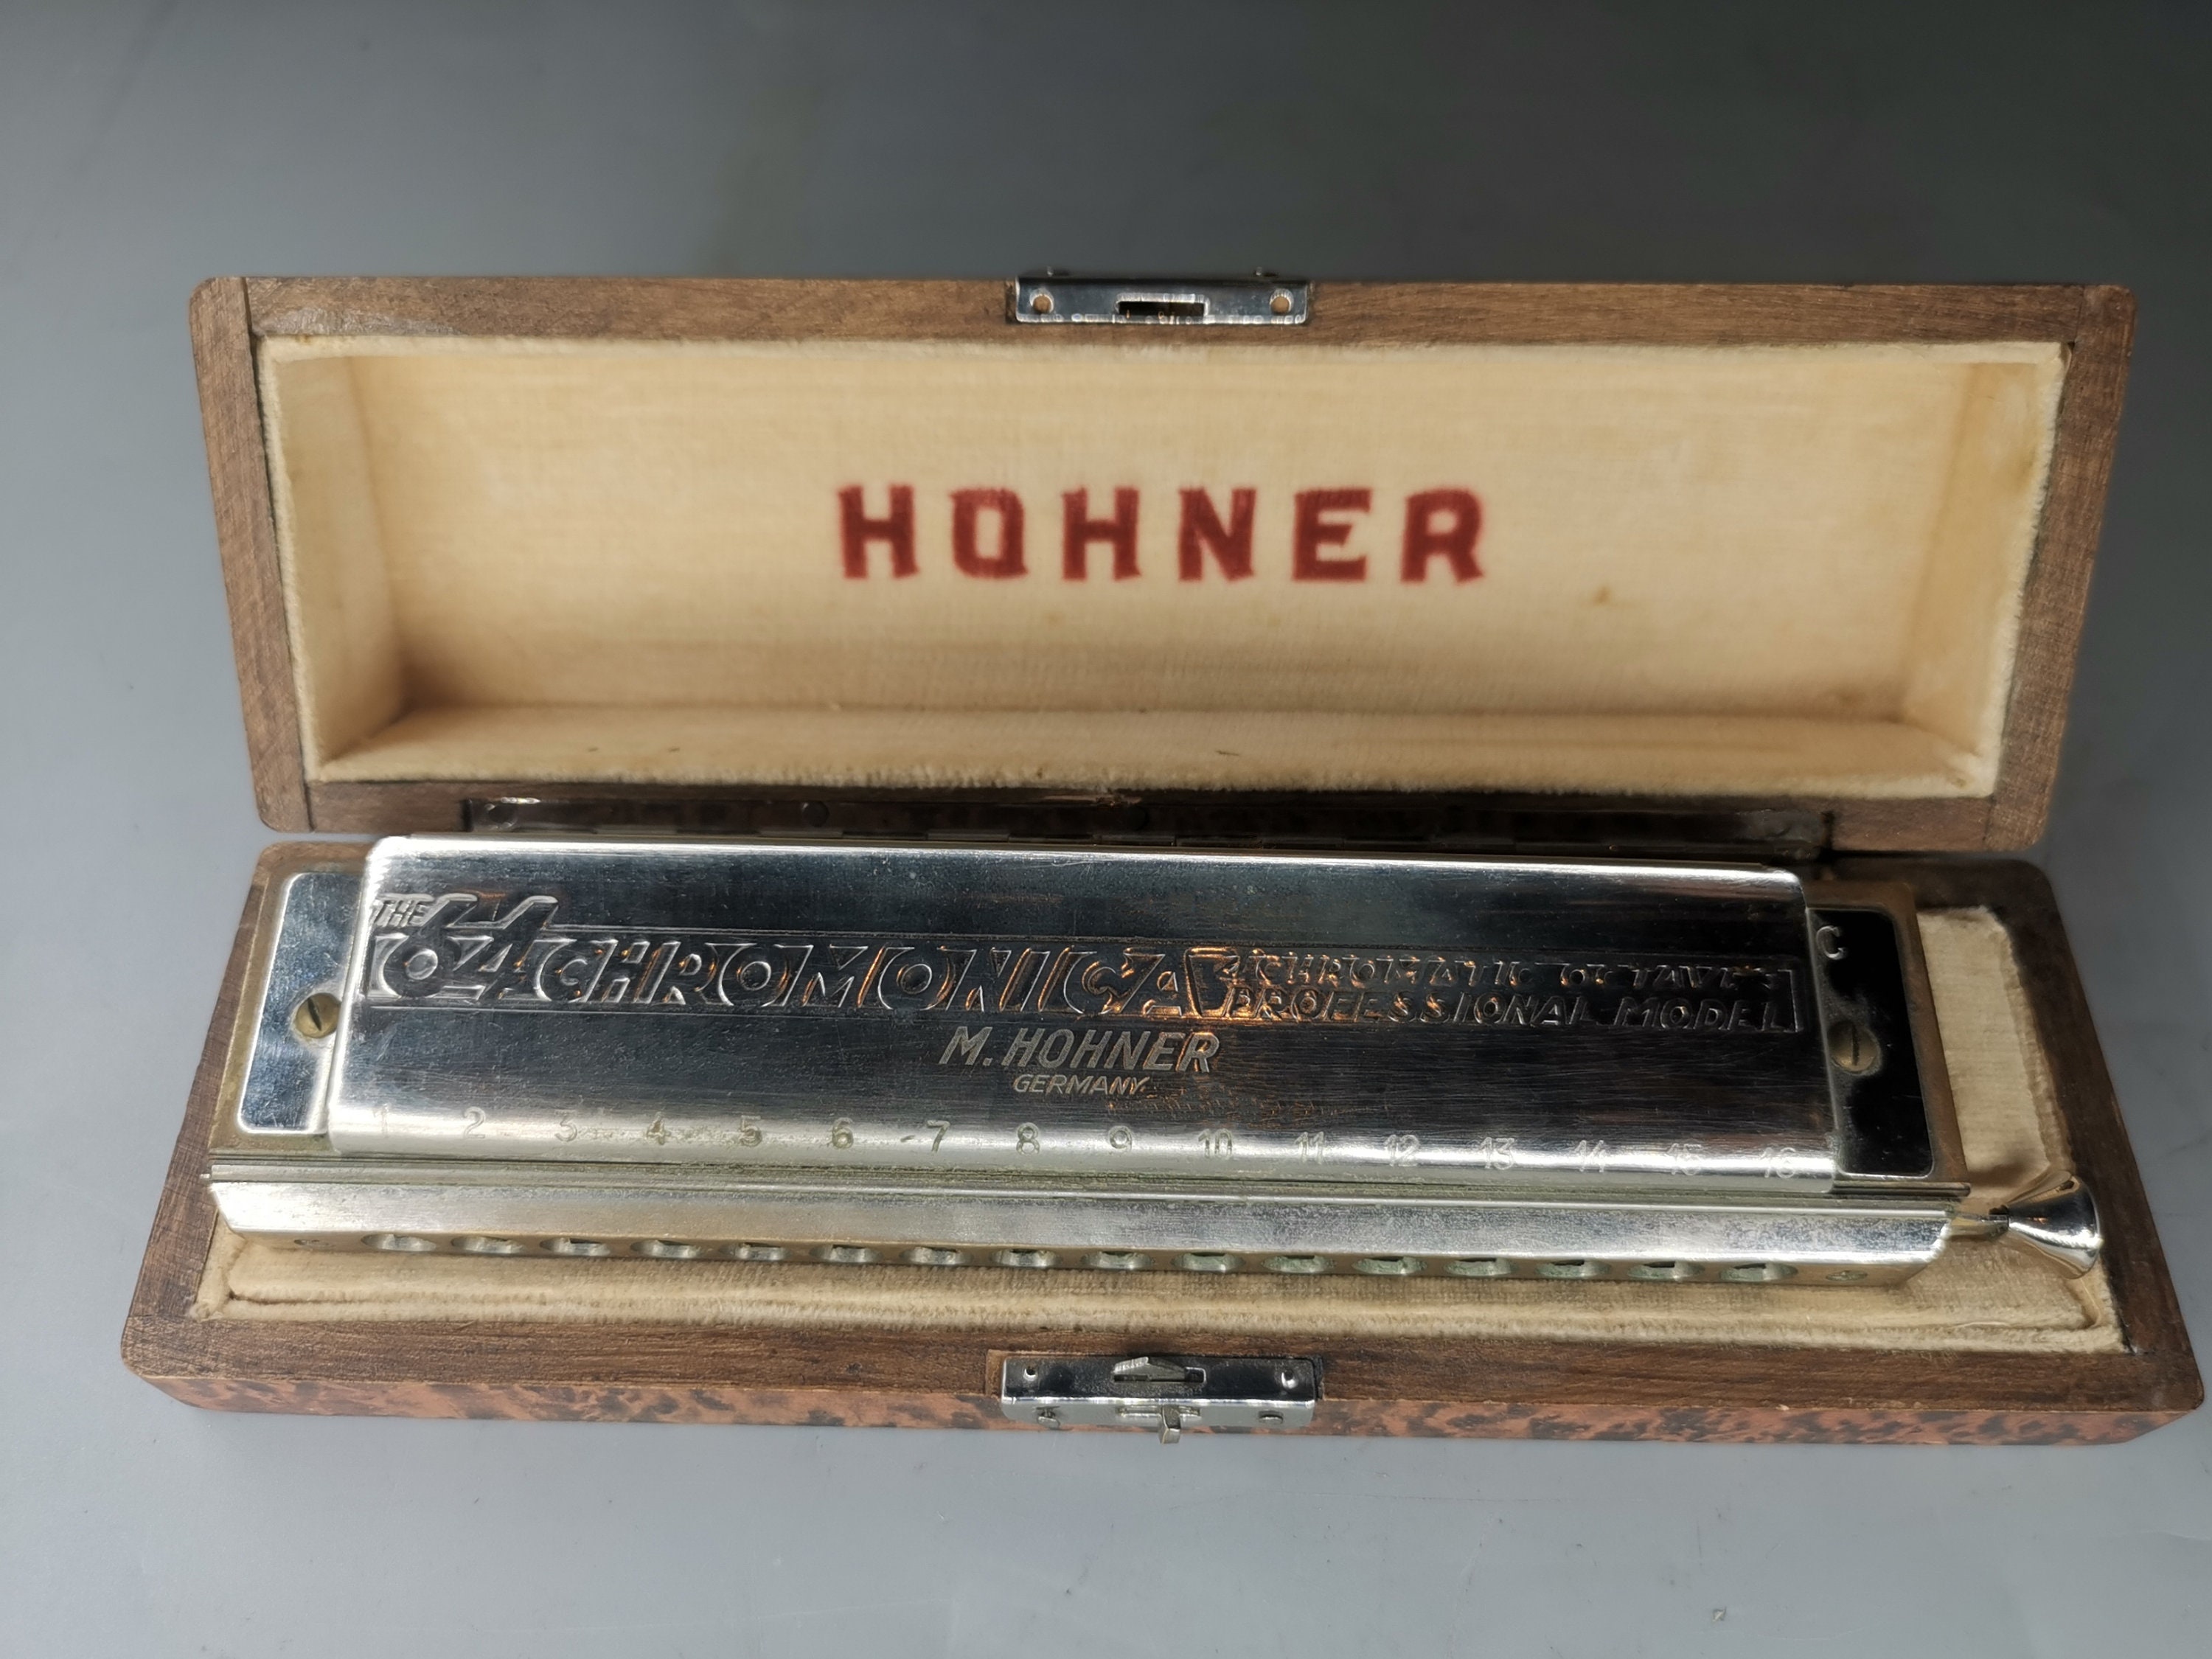 HOHNER
THE 64 CHROMONICA 4 CHROMATIC OCTAVES
PROFESSIONAL MODEL
C
M. HOHNER
GERMANY
1 2 3 4 5 6 7 8 9 10 11 12 13 14 15 16